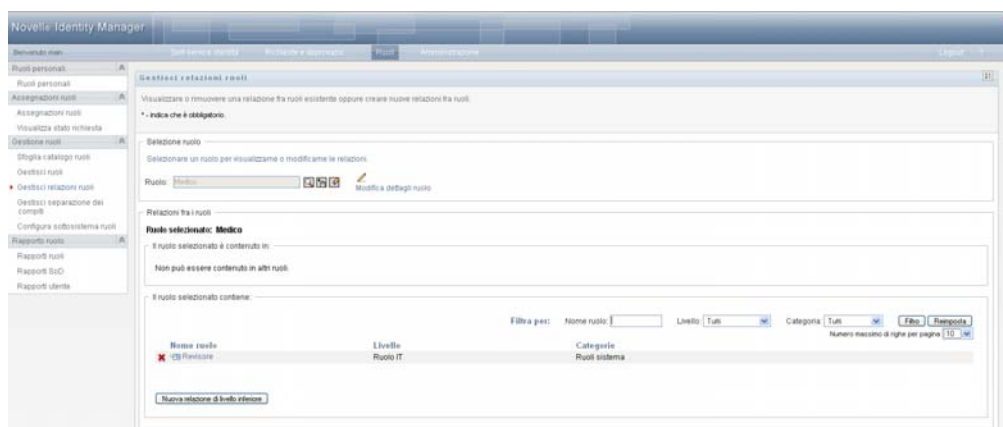 Novell® Identity Manager
Benvenuto
Self-Service identità Richieste e approvazioni Ruoli Amministrazione Logout ?
Ruoli personali
Ruoli personali
Assegnazioni ruoli
Assegnazioni ruoli
Visualizza stato richiesta
Gestione ruoli
Sfoglia catalogo ruoli
Gestisci ruoli
Gestisci relazioni ruoli
Gestisci separazione dei
compiti
Configura sottosistema ruoli
Rapporto ruolo
Rapporti ruoli
Rapporti SoD
Rapporti utente
Gestisci relazioni ruoli
Visualizzare o rimuovere una relazione fra ruoli esistente oppure creare nuove relazioni fra ruoli.
* - indica che è obbligatorio.
Selezione ruolo
Selezionare un ruolo per visualizzarne o modificarne le relazioni.
Ruolo: Medico
Modifica dettagli ruolo
Relazioni fra i ruoli
Ruolo selezionato: Medico
Il ruolo selezionato è contenuto in:
Non può essere contenuto in altri ruoli.
Il ruolo selezionato contiene:
Filtra per: Nome ruolo: Livello: Tutti Categoria: Tutti Filtro Reimposta
Numero massimo di righe per pagina 10
Nome ruolo Livello Categorie
Revisore Ruolo IT Ruoli sistema
Nuova relazione di livello inferiore